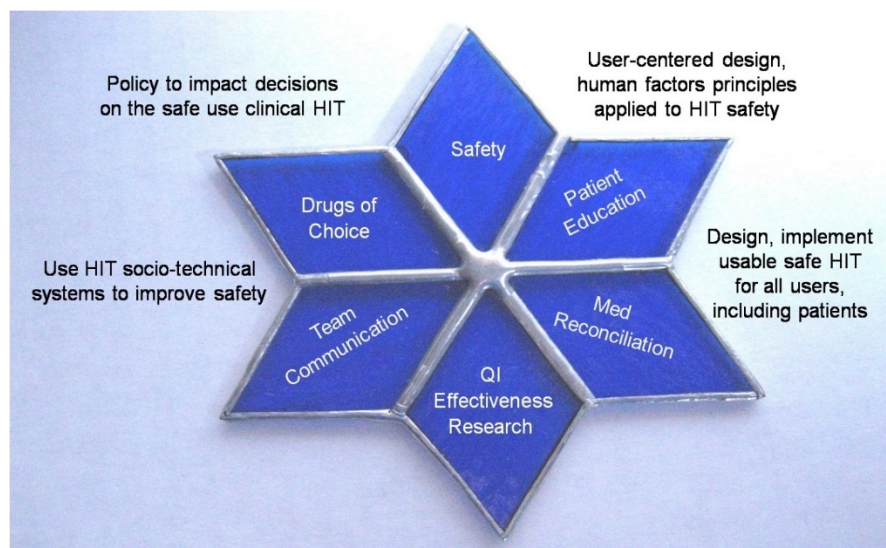 Policy to impact decisions
on the safe use clinical HIT
User-centered design,
human factors principles
applied to HIT safety
Safety
Drugs of
Choice
Patient
Education
Use HIT socio-technical
systems to improve safety
Design, implement
usable safe HIT
for all users,
including patients
Team
Communication
Med
Reconciliation
QI
Effectiveness
Research